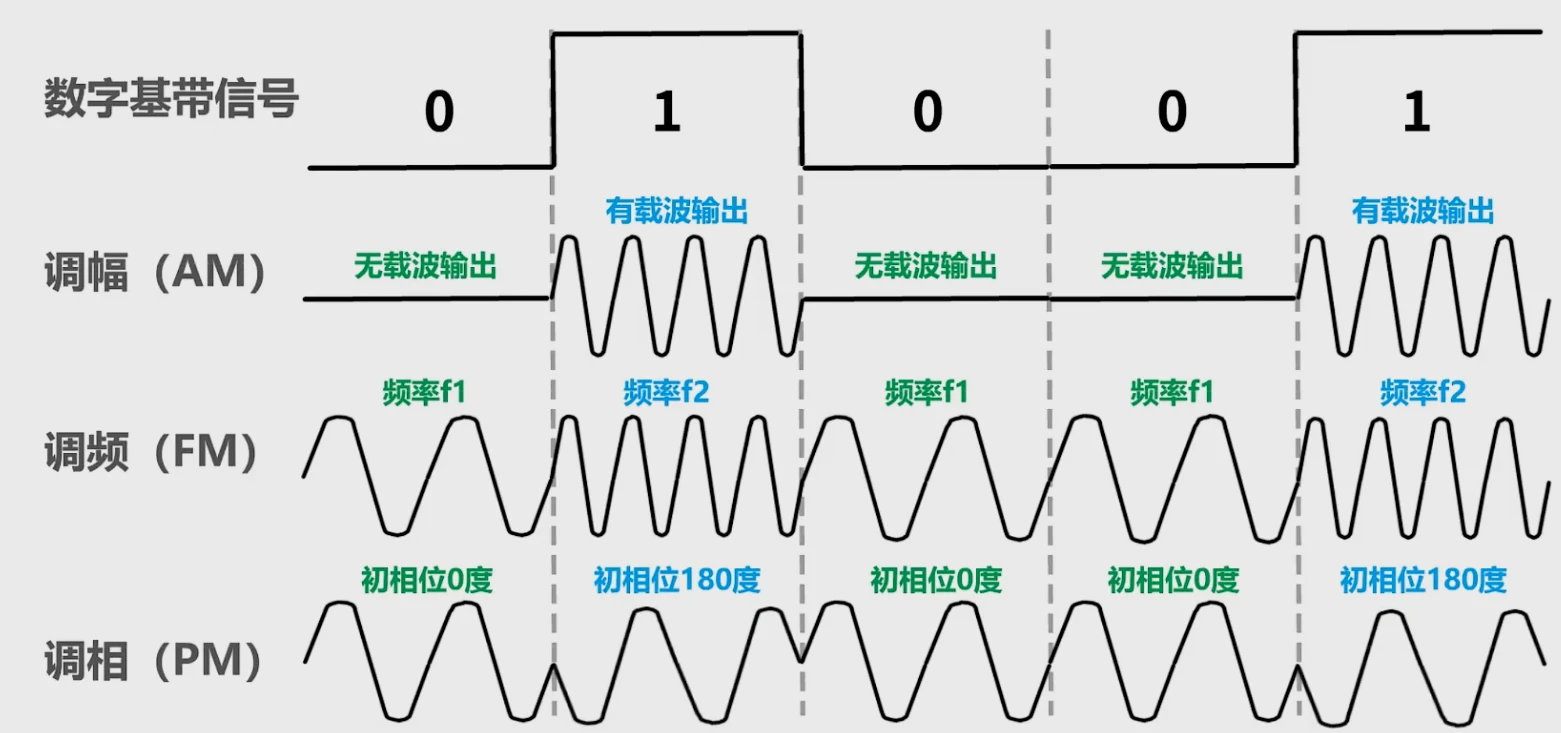 数字基带信号
0 1 0 0 1
有载波输出 有载波输出
调幅（AM） 无载波输出 无载波输出 无载波输出
频率f1 频率f2 频率f1 频率f1 频率f2
调频（FM）
初相位0度 初相位180度 初相位0度 初相位0度 初相位180度
调相（PM）